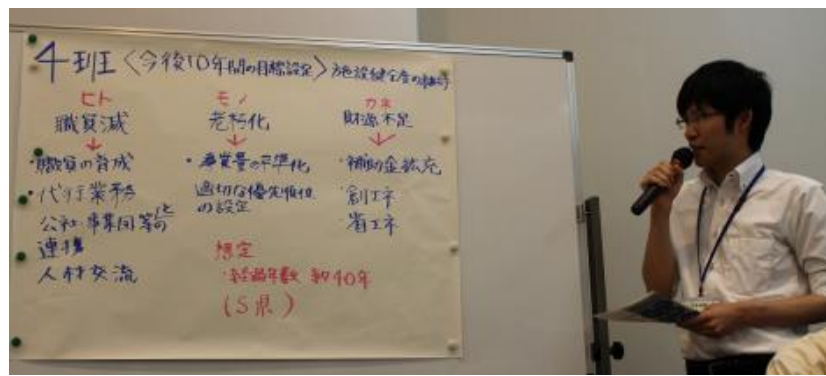 4班〈今後10年間の目標設定〉施設健全度の維持
ヒト
職員減
・職員の育成
・代行業務
公社・事業団等との
連携
人材交流
モノ
老朽化
・事業量の平準化
適切な優先順位
の設定
カネ
財源不足
・補助金拡充
創エネ
省エネ
想定
・経過年数 約40年
(S県)